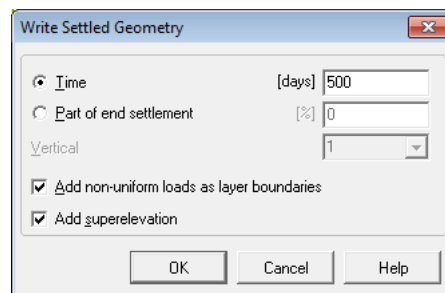 Write Settled Geometry
Time [days] 500
Part of end settlement [%] 0
Vertical 1
Add non-uniform loads as layer boundaries
Add superelevation
OK Cancel Help